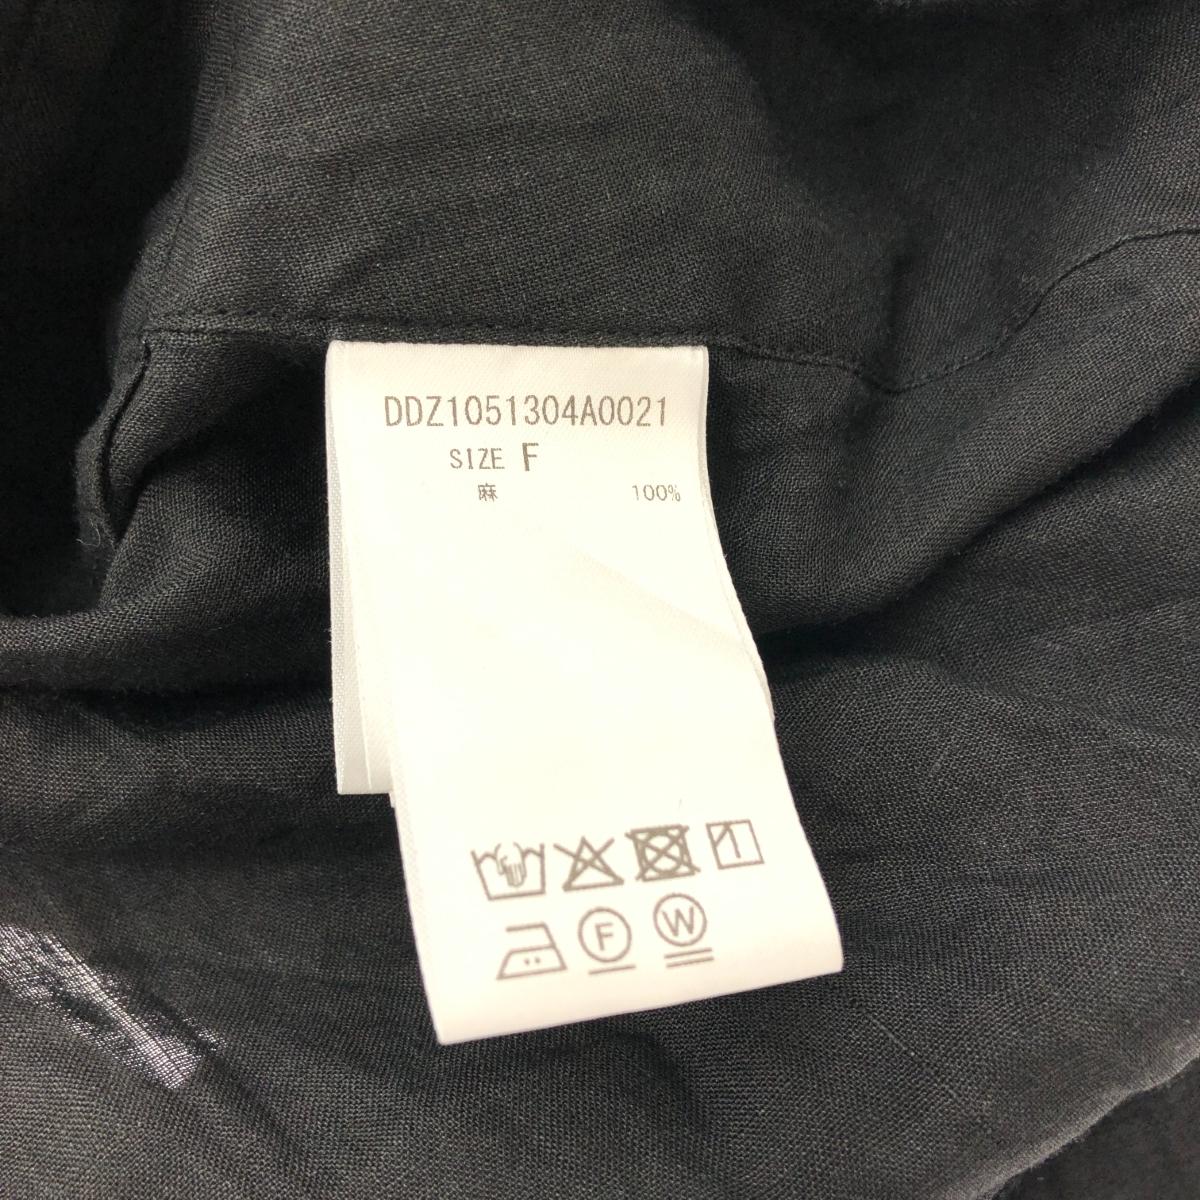 DDZ1051304A0021
SIZE F
麻 100%
F W